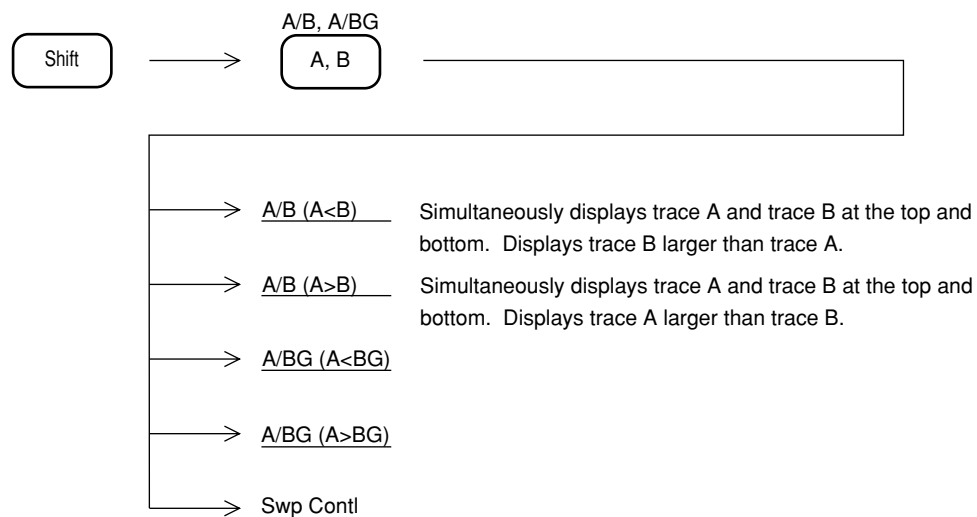 A/B, A/BG
Shift
A, B
A/B (A<B)
Simultaneously displays trace A and trace B at the top and
bottom. Displays trace B larger than trace A.
A/B (A>B)
Simultaneously displays trace A and trace B at the top and
bottom. Displays trace A larger than trace B.
A/BG (A<BG)
A/BG (A>BG)
Swp Contl